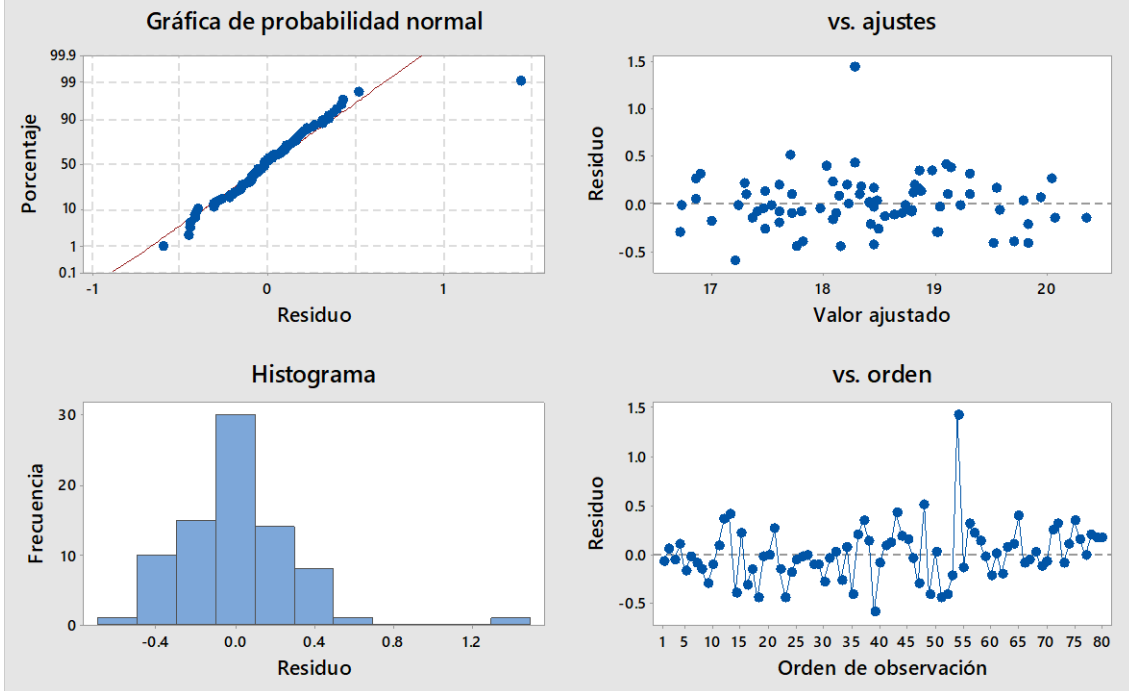 Gráfica de probabilidad normal
99.9
99
90
50
10
1
0.1
Porcentaje
-1 0 1
Residuo
vs. ajustes
1.5
1.0
0.5
0.0
-0.5
Residuo
17 18 19 20
Valor ajustado
Histograma
30
20
10
0
Frecuencia
-0.4 0.0 0.4 0.8 1.2
Residuo
vs. orden
1.5
1.0
0.5
0.0
-0.5
Residuo
1 5 10 15 20 25 30 35 40 45 50 55 60 65 70 75 80
Orden de observación